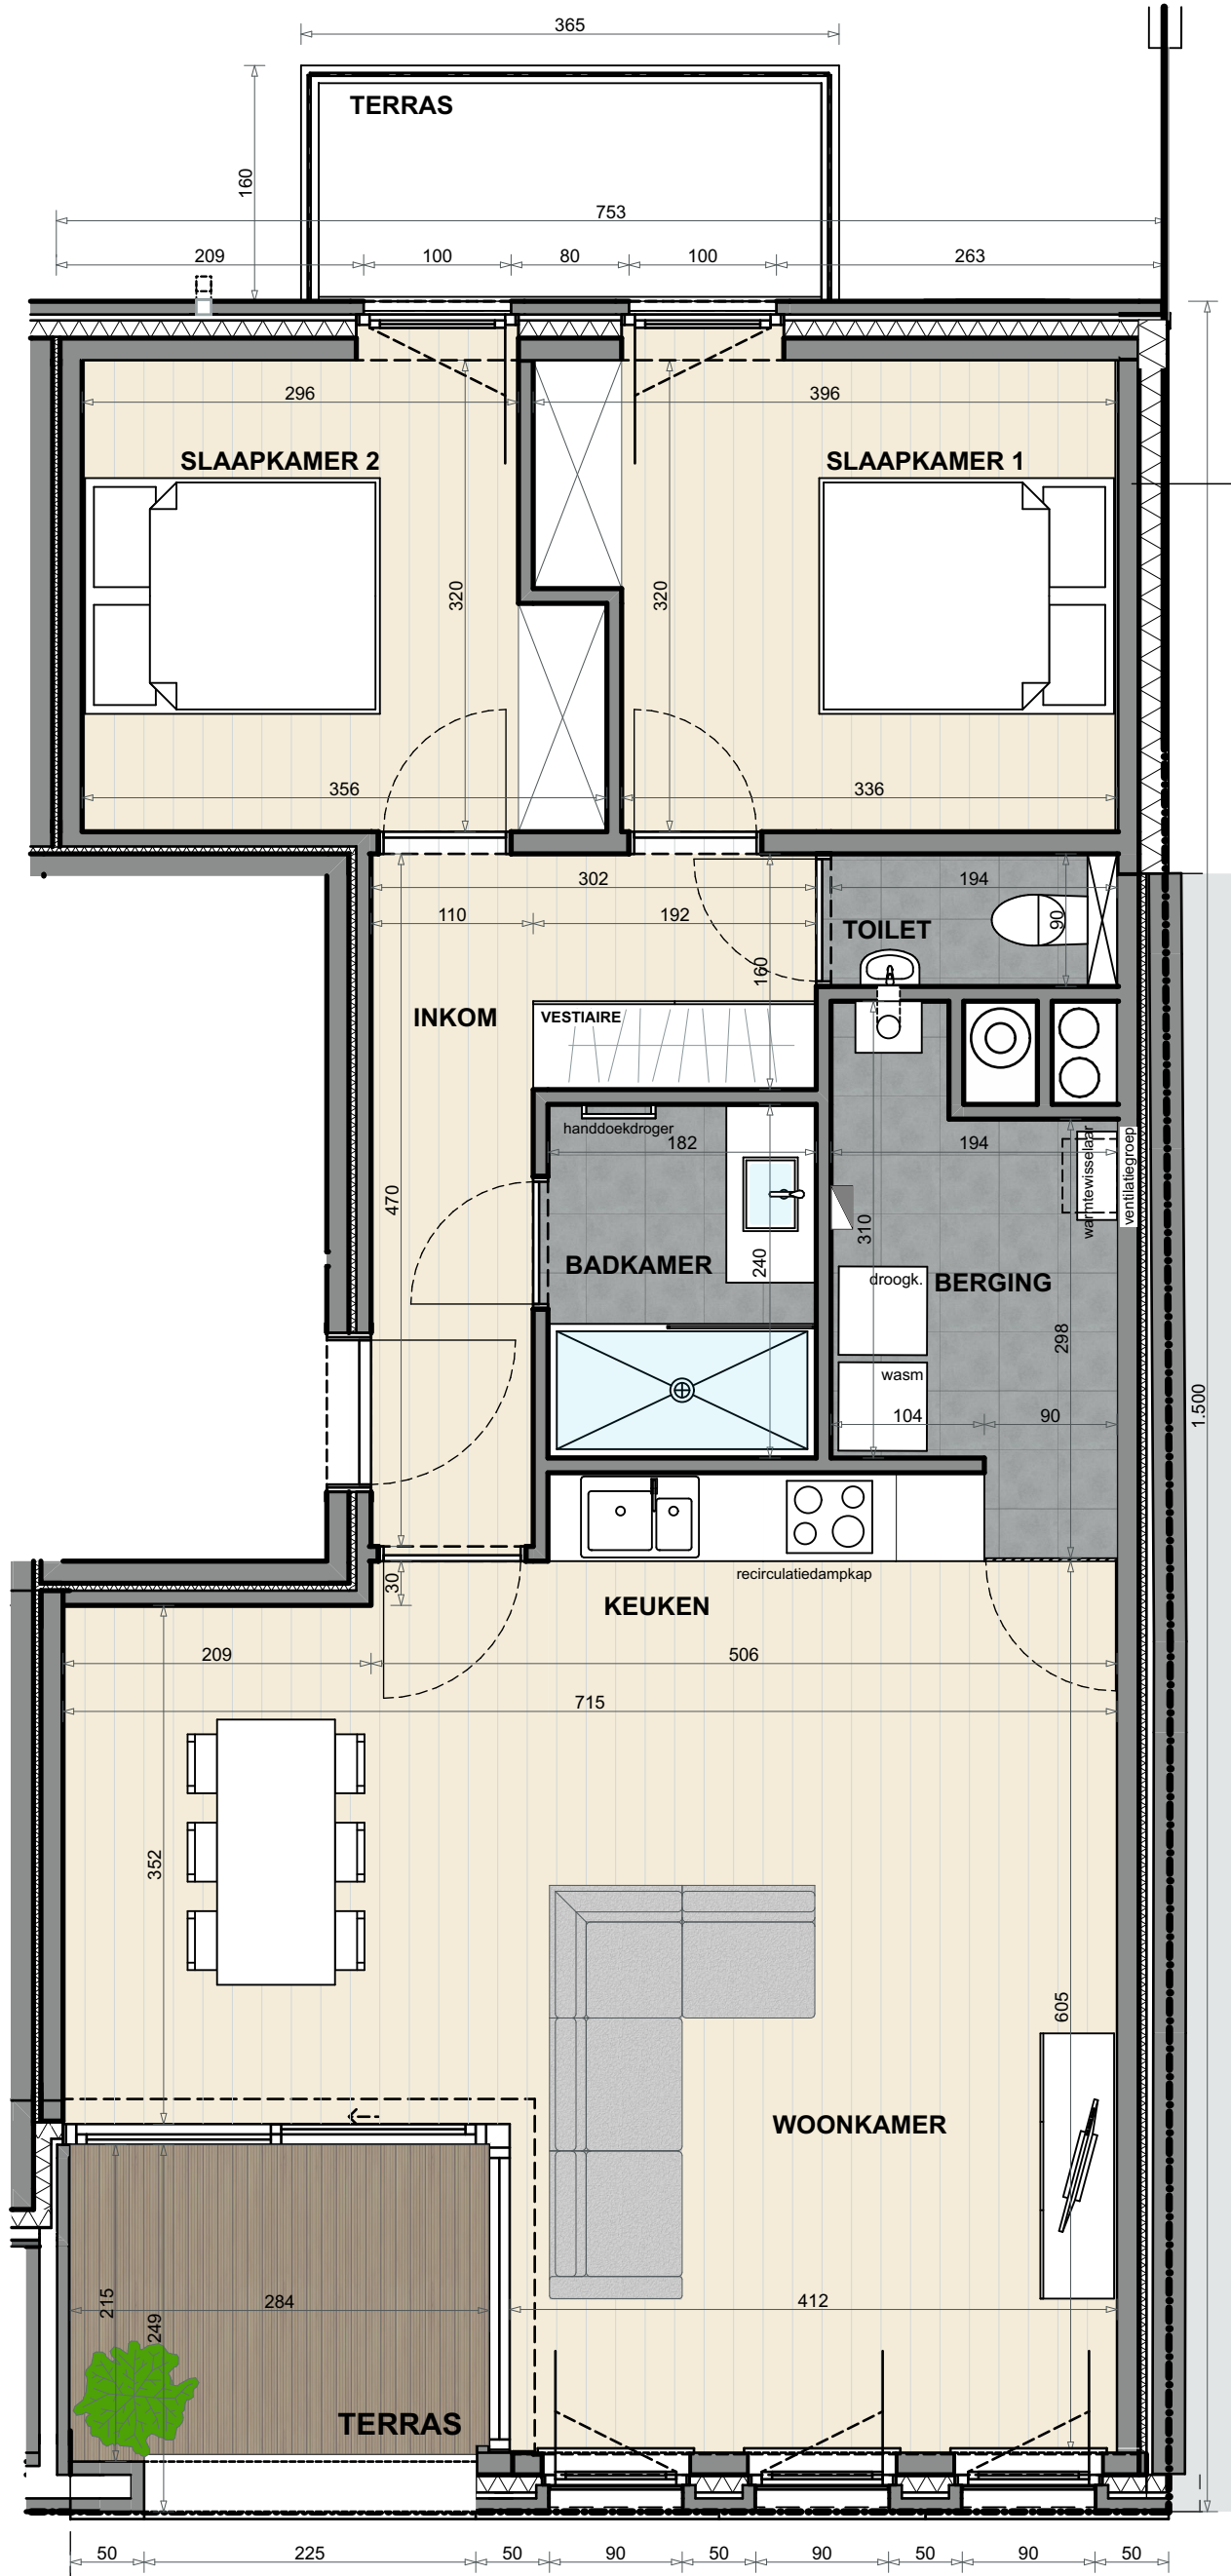 365
TERRAS
160
753
209
100
80
100
263
296
396
SLAAPKAMER 2
SLAAPKAMER 1
320
320
356
336
302
194
110
192
90
TOILET
160
INKOM
VESTIAIRE
handdoekdroger
182
194
warmtewisselaar
ventilatiegroep
470
310
240
BADKAMER
droogk.
BERGING
298
wasm
104
90
1.500
recirculatiedampkap
30
KEUKEN
209
506
715
352
605
WOONKAMER
215
284
249
412
TERRAS
50
225
50
90
50
90
50
90
50